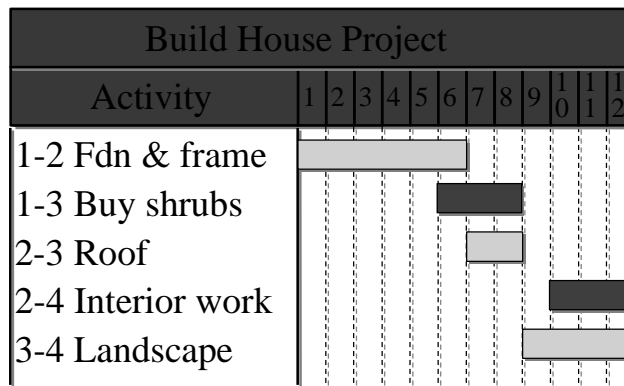 Build House Project
Activity 1 2 3 4 5 6 7 8 9 10 11 12
1-2 Fdn & frame
1-3 Buy shrubs
2-3 Roof
2-4 Interior work
3-4 Landscape